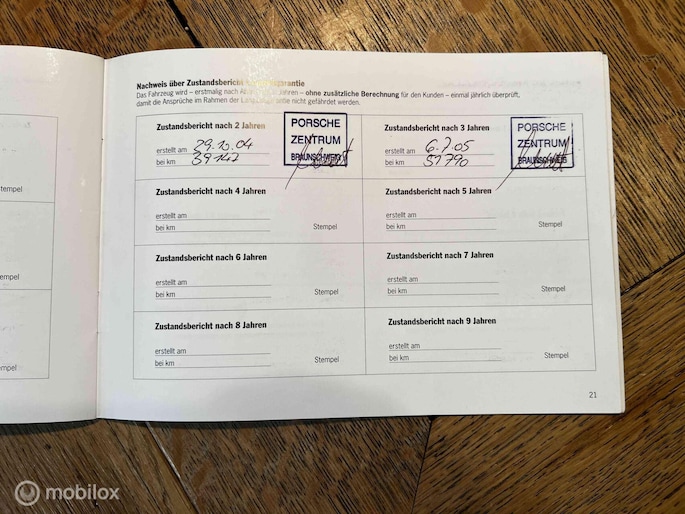 Nachweis über Zustandsbericht
Das Fahrzeug wird – erstmalig nach Jahren – ohne zusätzliche Berechnung für den Kunden – einmal jährlich überprüft,
damit die Ansprüche im Rahmen der nicht gefährdet werden.
Zustandsbericht nach 2 Jahren
erstellt am 29.10.04
bei km 39142
PORSCHE
ZENTRUM
BRAUNSCHWEIG
Zustandsbericht nach 3 Jahren
erstellt am 6.7.05
bei km 51790
PORSCHE
ZENTRUM
BRAUNSCHWEIG
Zustandsbericht nach 4 Jahren
erstellt am
bei km
Stempel
Zustandsbericht nach 5 Jahren
erstellt am
bei km
Stempel
Zustandsbericht nach 6 Jahren
erstellt am
bei km
Stempel
Zustandsbericht nach 7 Jahren
erstellt am
bei km
Stempel
Zustandsbericht nach 8 Jahren
erstellt am
bei km
Stempel
Zustandsbericht nach 9 Jahren
erstellt am
bei km
Stempel
21
mobilox